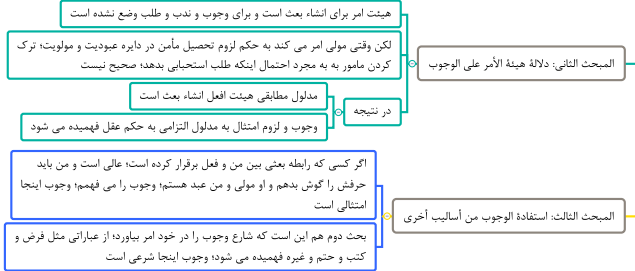 المبحث الثانی: دلالة هیئة الأمر علی الوجوب
هیئت امر برای انشاء بعث است و برای وجوب و ندب و طلب وضع نشده است
لکن وقتی مولی امر می کند به حکم لزوم تحصیل مأمن در دایره عبودیت و مولویت؛ ترک
کردن مامور به به مجرد احتمال اینکه طلب استحبابی بدهد؛ صحیح نیست
در نتیجه
مدلول مطابقی هیئت افعل انشاء بعث است
وجوب و لزوم امتثال به مدلول التزامی به حکم عقل فهمیده می شود
المبحث الثالث: استفادة الوجوب من أسالیب أخری
اگر کسی که رابطه بعثی بین من و فعل برقرار کرده است؛ عالی است و من باید
حرفش را گوش بدهم و او مولی و من عبد هستم؛ وجوب را می فهمم؛ وجوب اینجا
امتثالی است
بحث دوم هم این است که شارع وجوب را در خود امر بیاورد؛ از عباراتی مثل فرض و
کتب و حتم و غیره فهمیده می شود؛ وجوب اینجا شرعی است